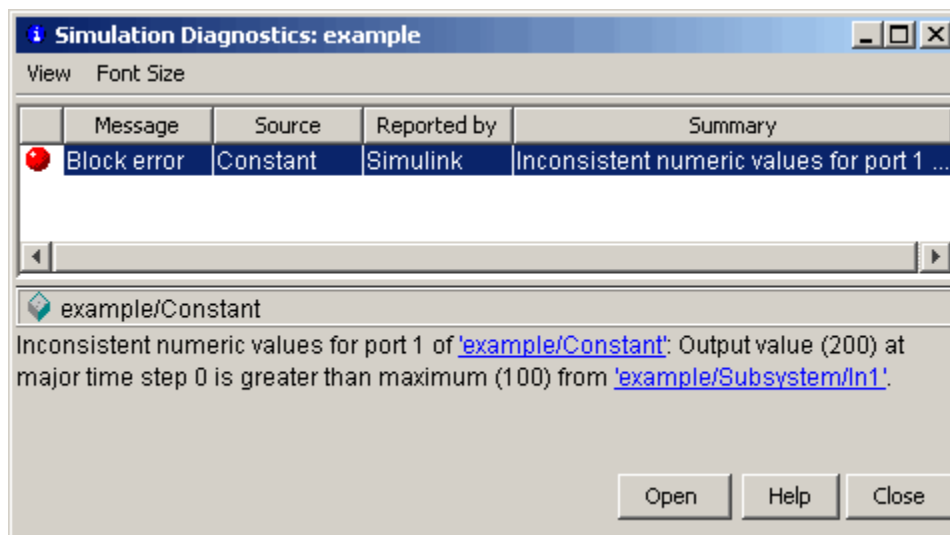 Simulation Diagnostics: example
View Font Size
Message Source Reported by Summary
Block error Constant Simulink Inconsistent numeric values for port 1 ...
example/Constant
Inconsistent numeric values for port 1 of 'example/Constant': Output value (200) at
major time step 0 is greater than maximum (100) from 'example/Subsystem/In1'.
Open Help Close